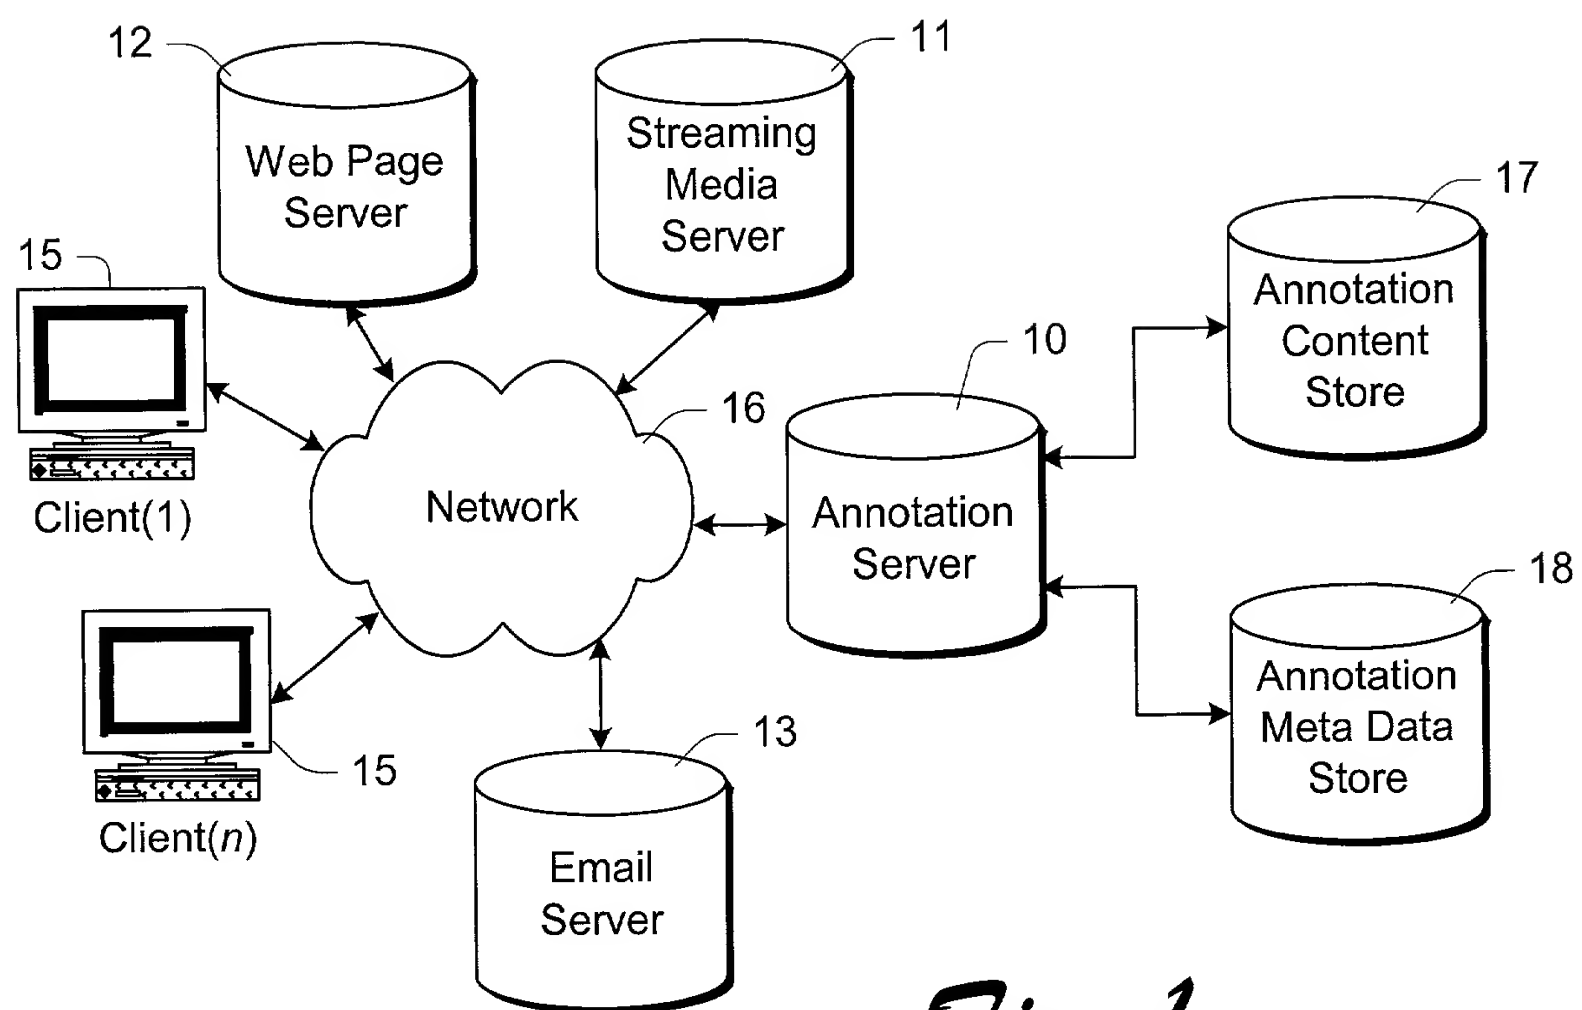 12
11
Web Page
Server
Streaming
Media
Server
17
15
Annotation
Content
Store
10
16
Client(1)
Network
Annotation
Server
18
Annotation
Meta Data
Store
13
15
Client(n)
Email
Server